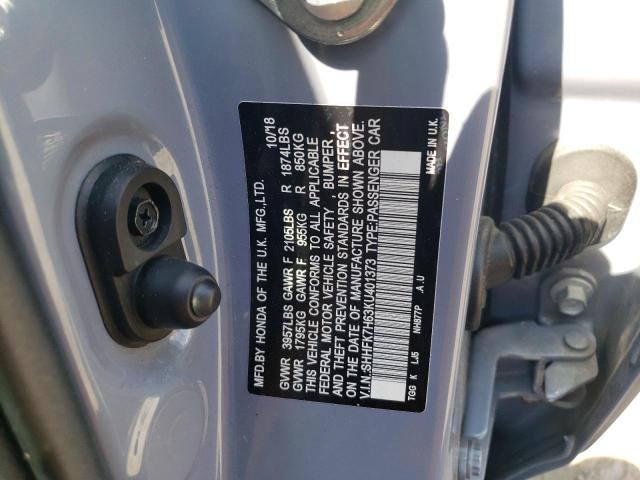 MFD.BY HONDA OF THE U.K. MFG.,LTD. 10/18
GVWR 3957LBS GAWR F 2105LBS R 1874LBS
GVWR 1795KG GAWR F 955KG R 850KG
THIS VEHICLE CONFORMS TO ALL APPLICABLE
FEDERAL MOTOR VEHICLE SAFETY , BUMPER ,
AND THEFT PREVENTION STANDARDS IN EFFECT
ON THE DATE OF MANUFACTURE SHOWN ABOVE.
V.I.N.:SHHFK7H63KU401373 TYPE:PASSENGER CAR
TGG K LJ5 NH877P .A.U MADE IN U.K.